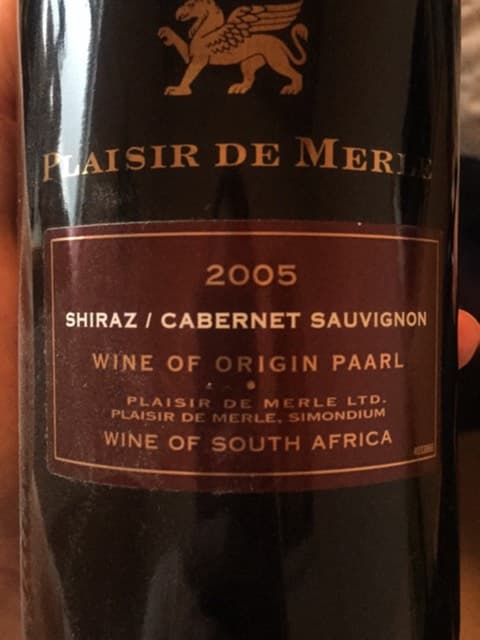 PLAISIR DE MERLE
2005
SHIRAZ / CABERNET SAUVIGNON
WINE OF ORIGIN PAARL
PLAISIR DE MERLE LTD.
PLAISIR DE MERLE, SIMONDIUM
WINE OF SOUTH AFRICA